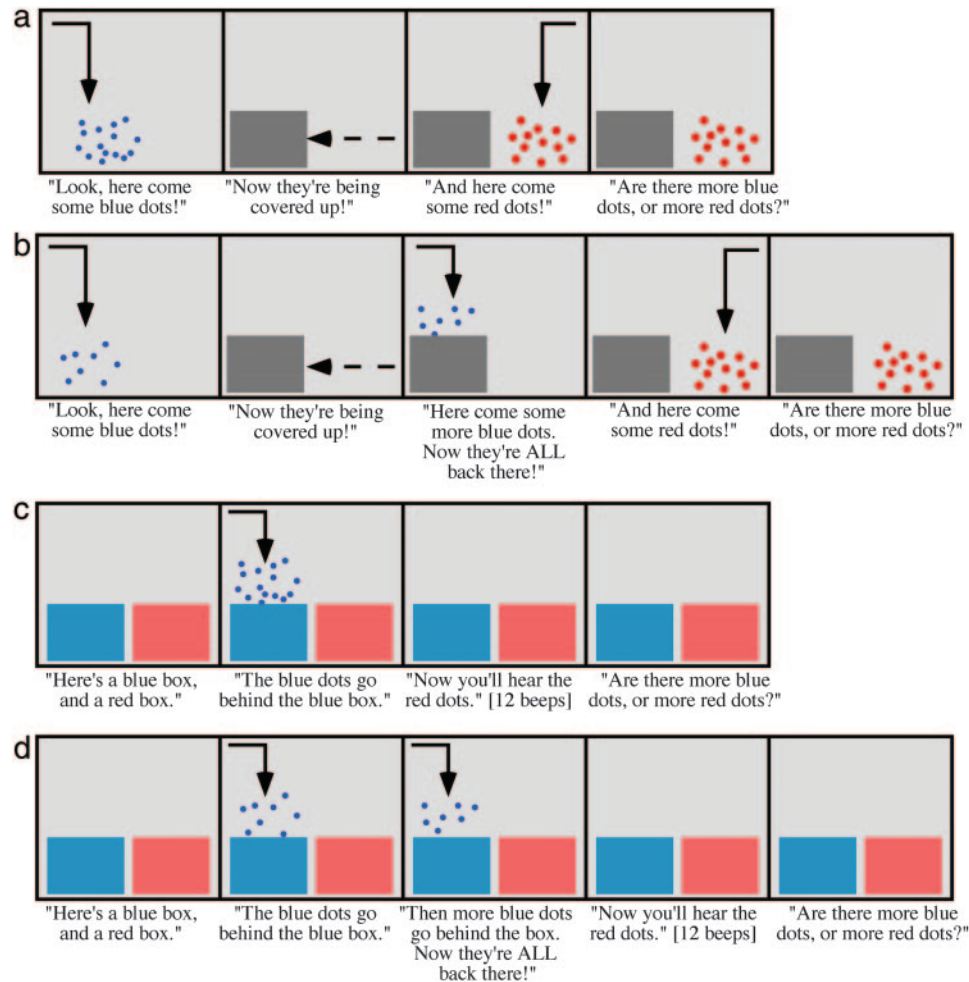 a
"Look, here come
some blue dots!"
"Now they're being
covered up!"
"And here come
some red dots!"
"Are there more blue
dots, or more red dots?"
b
"Look, here come
some blue dots!"
"Now they're being
covered up!"
"Here come some
more blue dots.
Now they're ALL
back there!"
"And here come
some red dots!"
"Are there more blue
dots, or more red dots?"
c
"Here's a blue box,
and a red box."
"The blue dots go
behind the blue box."
"Now you'll hear the
red dots." [12 beeps]
"Are there more blue
dots, or more red dots?"
d
"Here's a blue box,
and a red box."
"The blue dots go
behind the blue box."
"Then more blue dots
go behind the box.
Now they're ALL
back there!"
"Now you'll hear the
red dots." [12 beeps]
"Are there more blue
dots, or more red dots?"